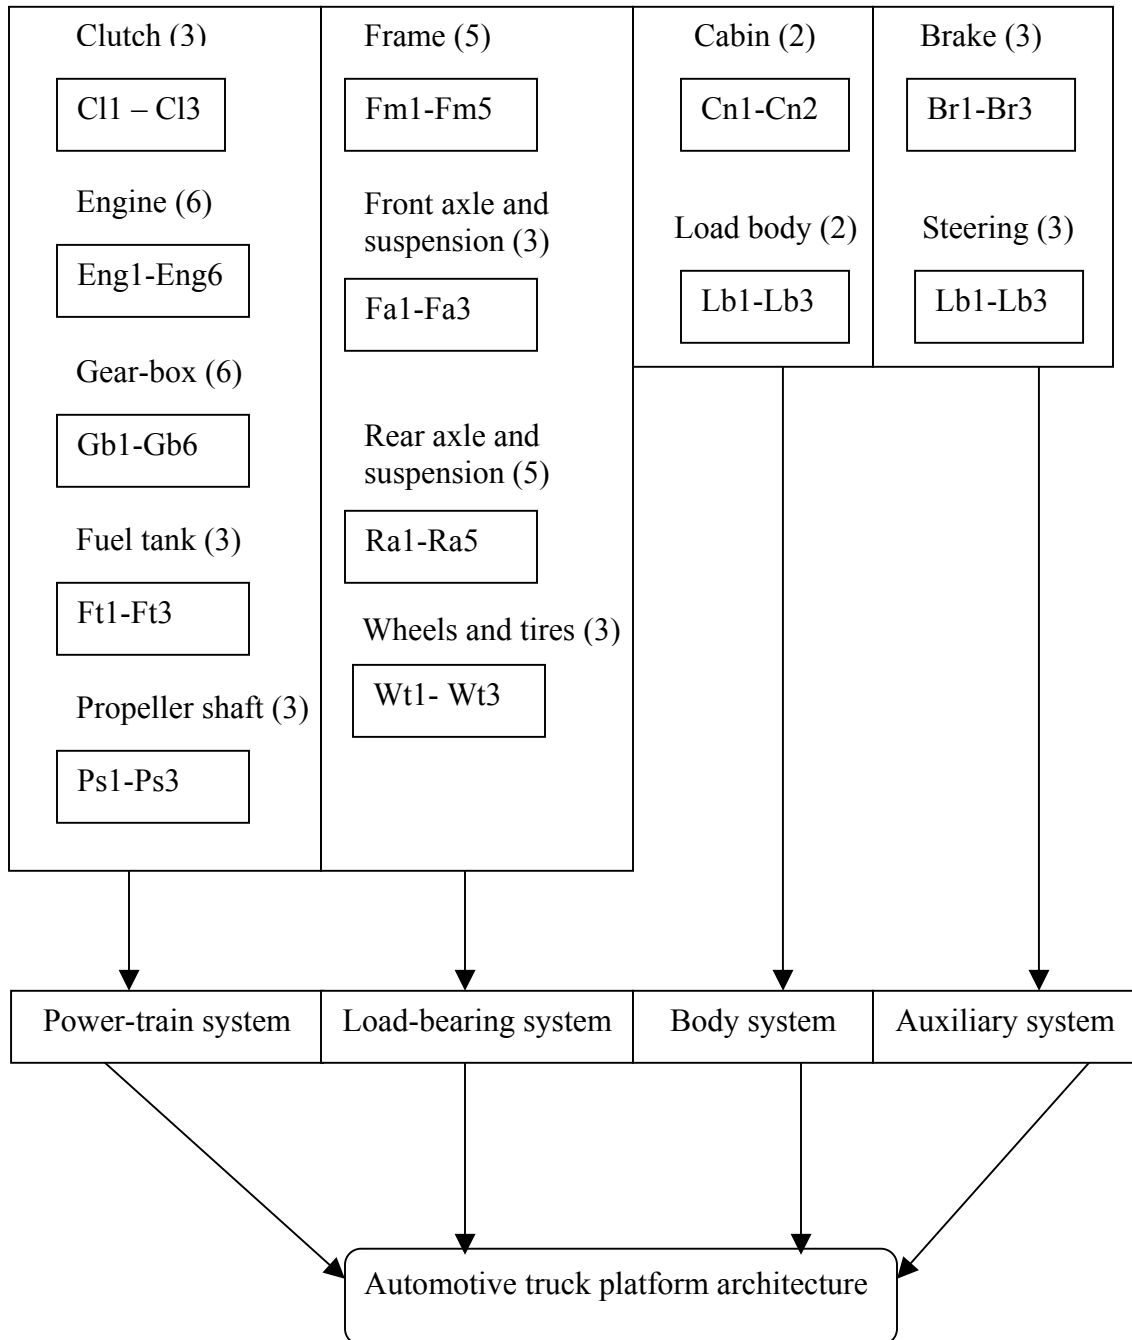 Clutch (3)
Cl1 – Cl3
Engine (6)
Eng1-Eng6
Gear-box (6)
Gb1-Gb6
Fuel tank (3)
Ft1-Ft3
Propeller shaft (3)
Ps1-Ps3
Frame (5)
Fm1-Fm5
Front axle and
suspension (3)
Fa1-Fa3
Rear axle and
suspension (5)
Ra1-Ra5
Wheels and tires (3)
Wt1- Wt3
Cabin (2)
Cn1-Cn2
Load body (2)
Lb1-Lb3
Brake (3)
Br1-Br3
Steering (3)
Lb1-Lb3
Power-train system
Load-bearing system
Body system
Auxiliary system
Automotive truck platform architecture